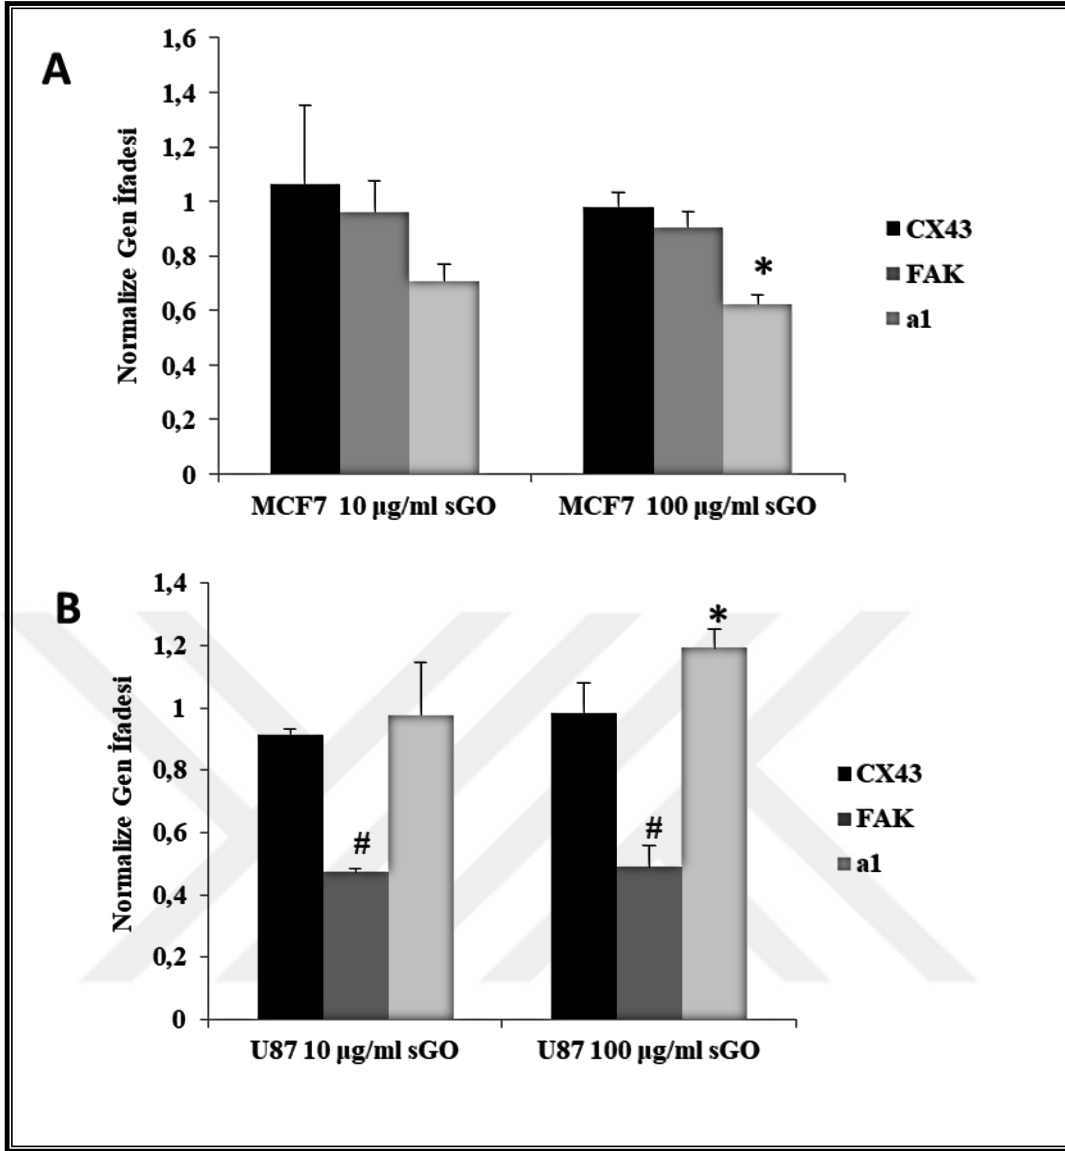 A
1,6
1,4
1,2
1
0,8
0,6
0,4
0,2
0
Normalize Gen İfadesi
*
MCF7 10 µg/ml sGO
MCF7 100 µg/ml sGO
CX43
FAK
a1
B
1,4
1,2
1
0,8
0,6
0,4
0,2
0
Normalize Gen İfadesi
#
#
*
U87 10 µg/ml sGO
U87 100 µg/ml sGO
CX43
FAK
a1